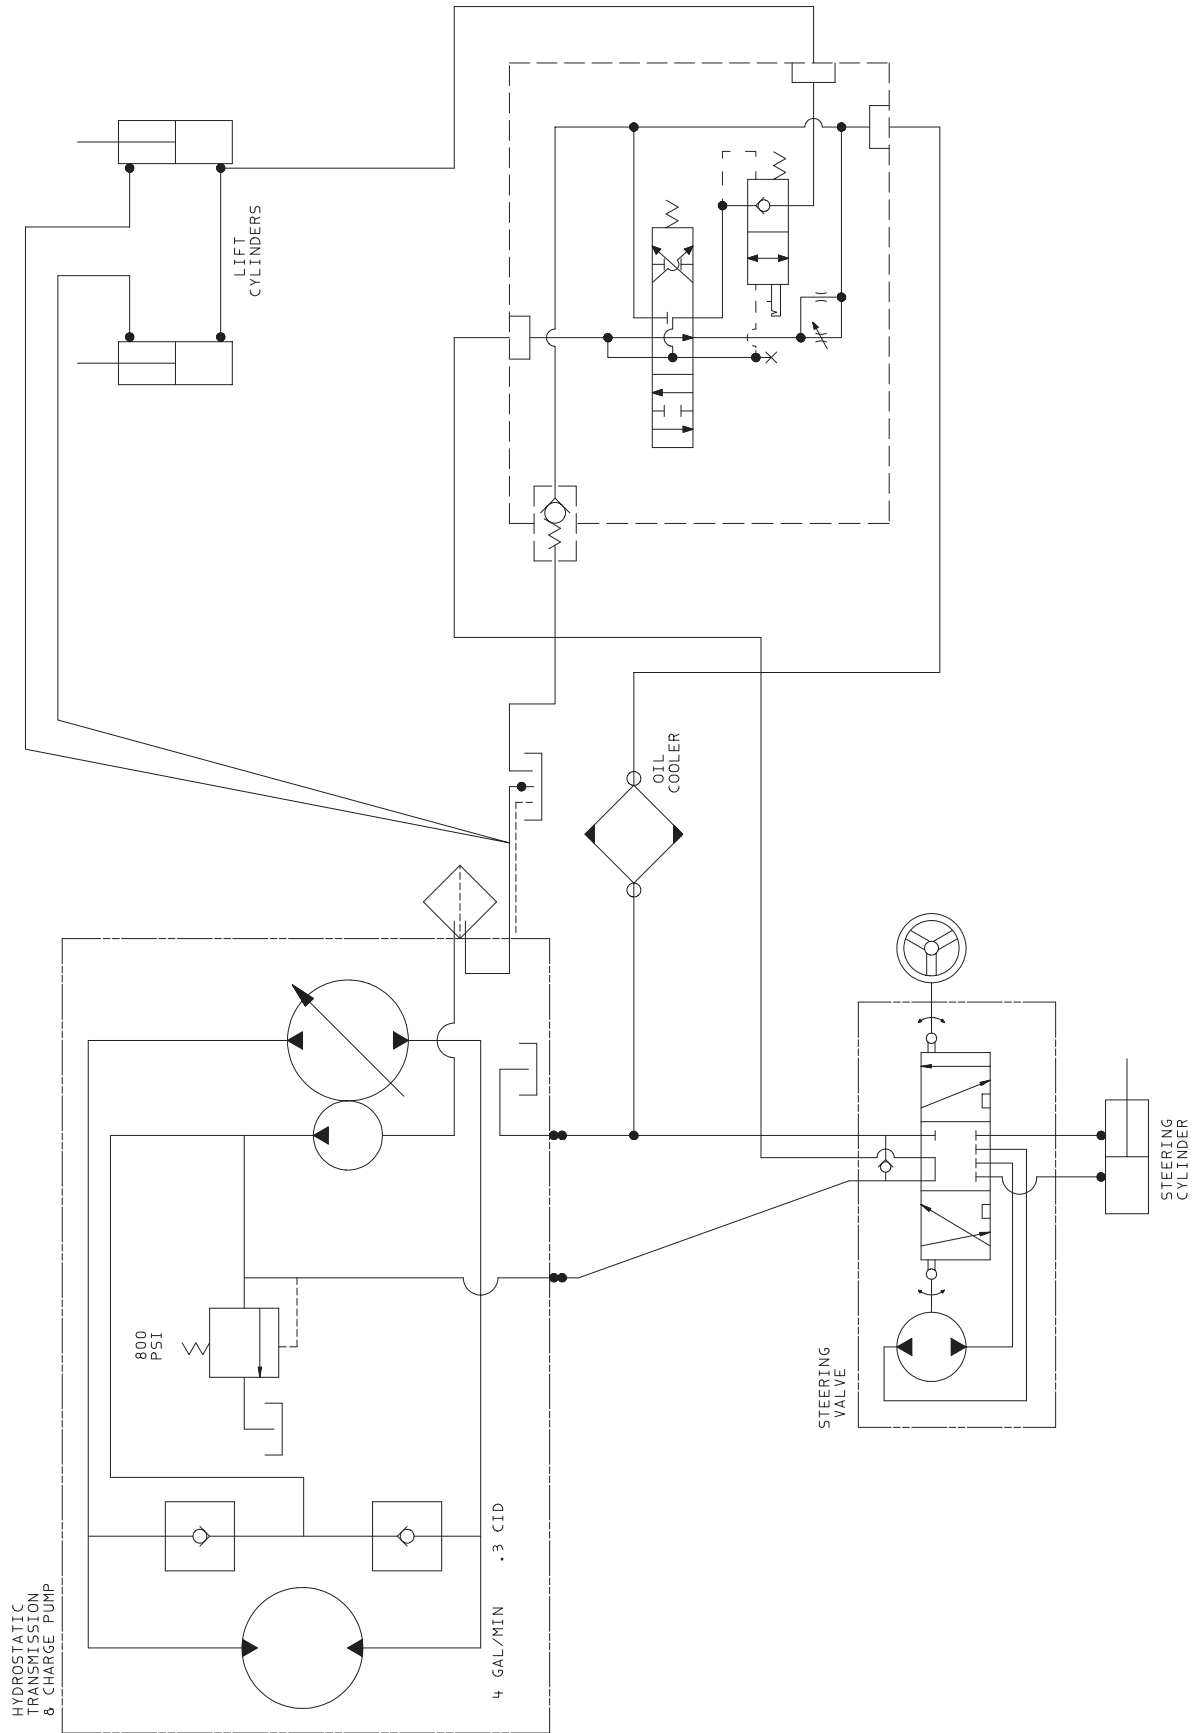 HYDROSTATIC
TRANSMISSION
& CHARGE PUMP
4 GAL/MIN .3 CID
800
PSI
LIFT
CYLINDERS
OIL
COOLER
STEERING
VALVE
STEERING
CYLINDER